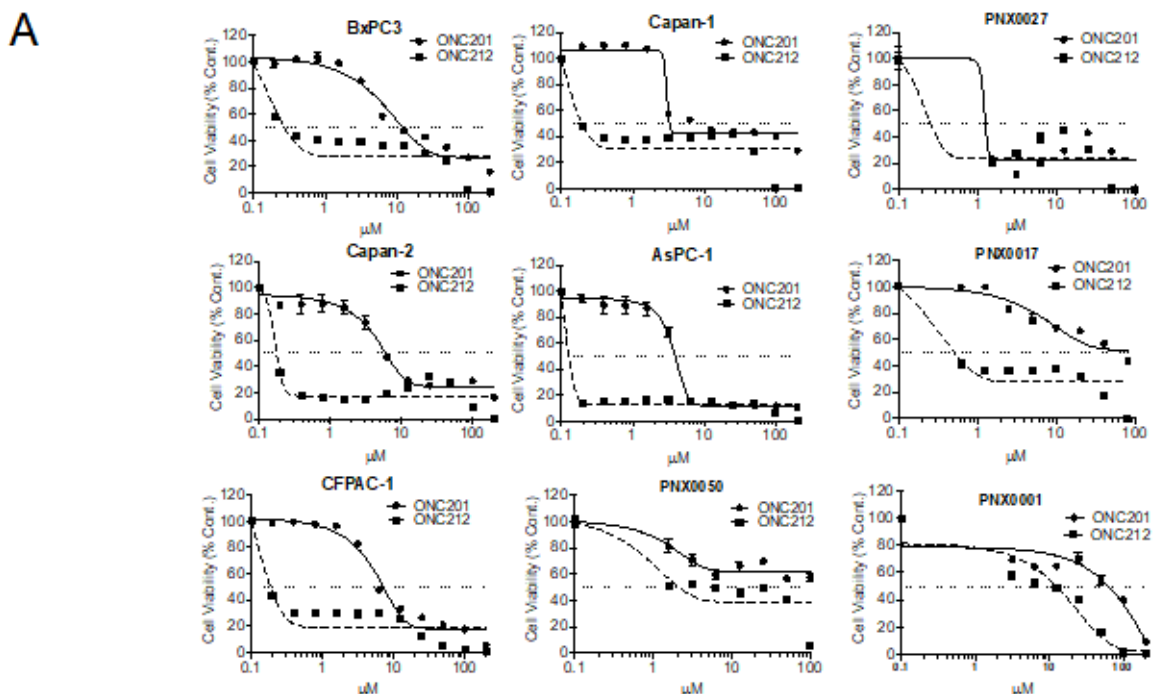 A
BxPC3
Cell Viability (% Cont.)
120
100
80
60
40
20
0
0.1
1
10
100
μM
ONC201
ONC212
Capan-1
Cell Viability (% Cont.)
120
100
80
60
40
20
0
0.1
1
10
100
μM
ONC201
ONC212
PNX0027
Cell Viability (% Cont.)
120
100
80
60
40
20
0
0.1
1
10
100
μM
ONC201
ONC212
Capan-2
Cell Viability (% Cont.)
120
100
80
60
40
20
0
0.1
1
10
100
μM
ONC201
ONC212
AsPC-1
Cell Viability (% Cont.)
120
100
80
60
40
20
0
0.1
1
10
100
μM
ONC201
ONC212
PNX0017
Cell Viability (% Cont.)
120
100
80
60
40
20
0
0.1
1
10
100
μM
ONC201
ONC212
CFPAC-1
Cell Viability (% Cont.)
120
100
80
60
40
20
0
0.1
1
10
100
μM
ONC201
ONC212
PNX0050
Cell Viability (% Cont.)
120
100
80
60
40
20
0
0.1
1
10
100
μM
ONC201
ONC212
PNX0001
Cell Viability (% Cont.)
120
100
80
60
40
20
0
0.1
1
10
100
μM
ONC201
ONC212